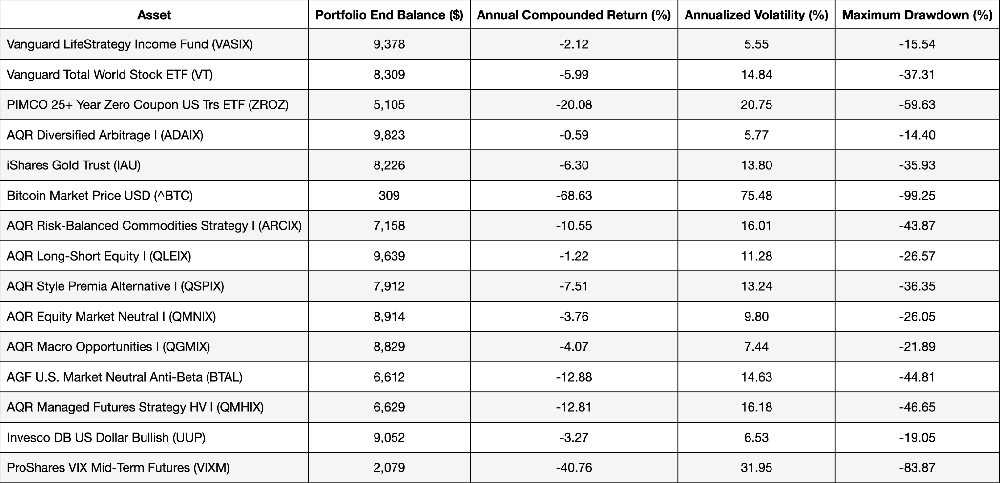 Asset Portfolio End Balance ($) Annual Compounded Return (%) Annualized Volatility (%) Maximum Drawdown (%)
Vanguard LifeStrategy Income Fund (VASIX) 9,378 -2.12 5.55 -15.54
Vanguard Total World Stock ETF (VT) 8,309 -5.99 14.84 -37.31
PIMCO 25+ Year Zero Coupon US Trs ETF (ZROZ) 5,105 -20.08 20.75 -59.63
AQR Diversified Arbitrage I (ADAIX) 9,823 -0.59 5.77 -14.40
iShares Gold Trust (IAU) 8,226 -6.30 13.80 -35.93
Bitcoin Market Price USD (^BTC) 309 -68.63 75.48 -99.25
AQR Risk-Balanced Commodities Strategy I (ARCIX) 7,158 -10.55 16.01 -43.87
AQR Long-Short Equity I (QLEIX) 9,639 -1.22 11.28 -26.57
AQR Style Premia Alternative I (QSPIX) 7,912 -7.51 13.24 -36.35
AQR Equity Market Neutral I (QMNIX) 8,914 -3.76 9.80 -26.05
AQR Macro Opportunities I (QGMIX) 8,829 -4.07 7.44 -21.89
AGF U.S. Market Neutral Anti-Beta (BTAL) 6,612 -12.88 14.63 -44.81
AQR Managed Futures Strategy HV I (QMHIX) 6,629 -12.81 16.18 -46.65
Invesco DB US Dollar Bullish (UUP) 9,052 -3.27 6.53 -19.05
ProShares VIX Mid-Term Futures (VIXM) 2,079 -40.76 31.95 -83.87